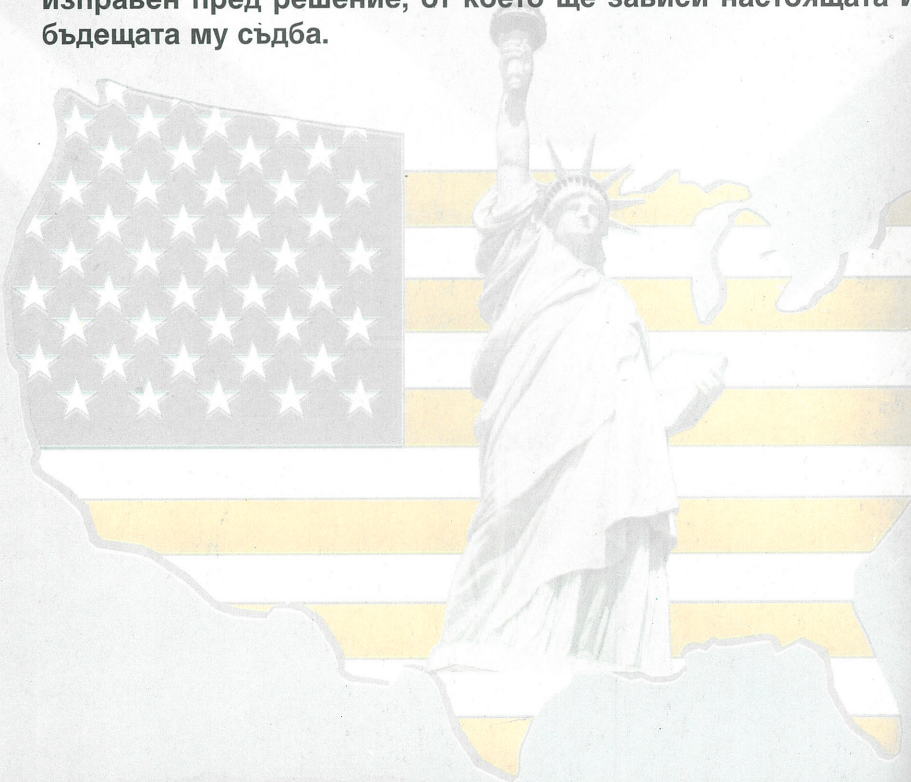 изправен пред решение, от което ще зависи настоящата и
бъдещата му съдба.